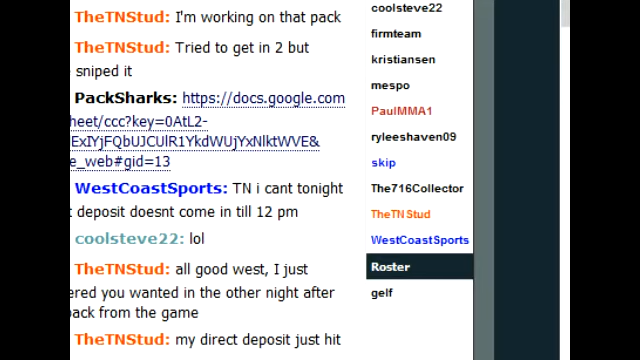 TheTNStud: I'm working on that pack
TheTNStud: Tried to get in 2 but
e sniped it
PackSharks: https://docs.google.com
heet/ccc?key=0AtL2-
ExIYjFQbUJCUlR1YkdWUjYxNlktWVE&
e_web#gid=13
WestCoastSports: TN i cant tonight
t deposit doesnt come in till 12 pm
coolsteve22: lol
TheTNStud: all good west, I just
ered you wanted in the other night after
back from the game
TheTNStud: my direct deposit just hit
coolsteve22
firmteam
kristiansen
mespo
PaulMMA1
ryleeshaven09
skip
The716Collector
TheTNStud
WestCoastSports
Roster
gelf